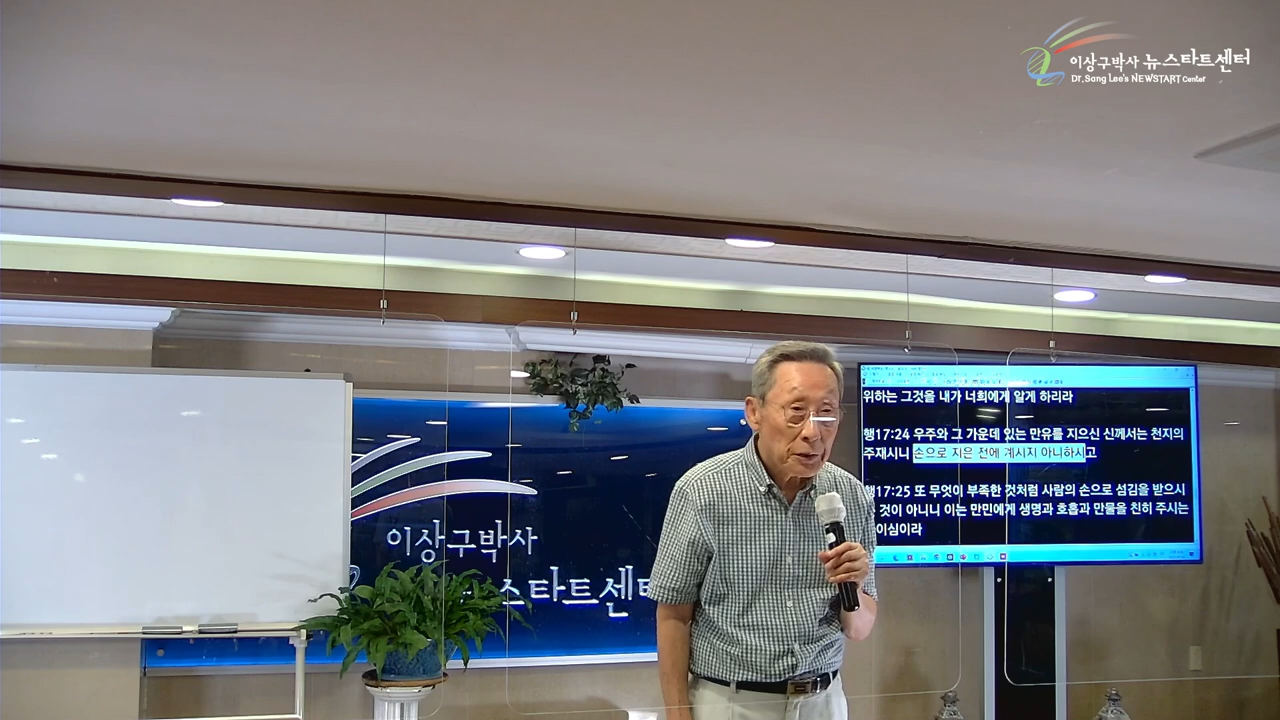 이상구박사 뉴스타트센터
Dr. Sang Lee's NEWSTART Center
위하는 그것을 내가 너희에게 알게 하리라
행17:24 우주와 그 가운데 있는 만유를 지으신 신께서는 천지의
주재시니 손으로 지은 전에 계시지 아니하시고
행17:25 또 무엇이 부족한 것처럼 사람의 손으로 섬김을 받으시
것이 아니니 이는 만민에게 생명과 호흡과 만물을 친히 주시는
이심이라
이상구박사
스타트센터